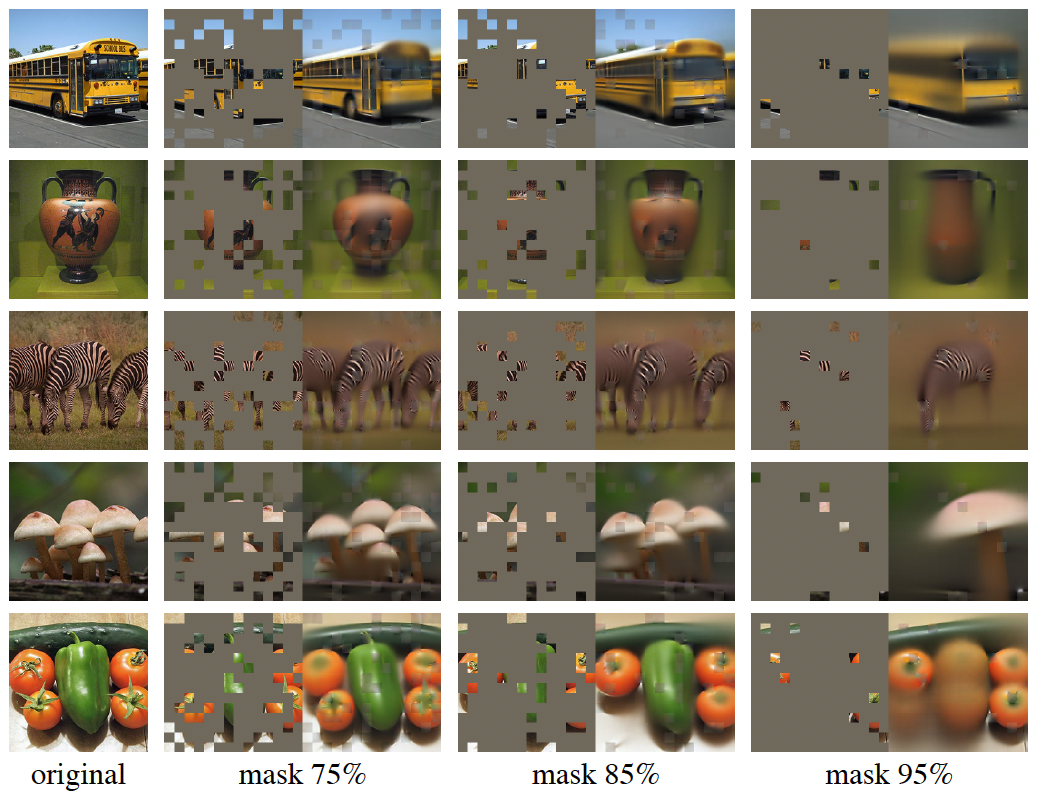 SCHOOL BUS
original
mask 75%
mask 85%
mask 95%